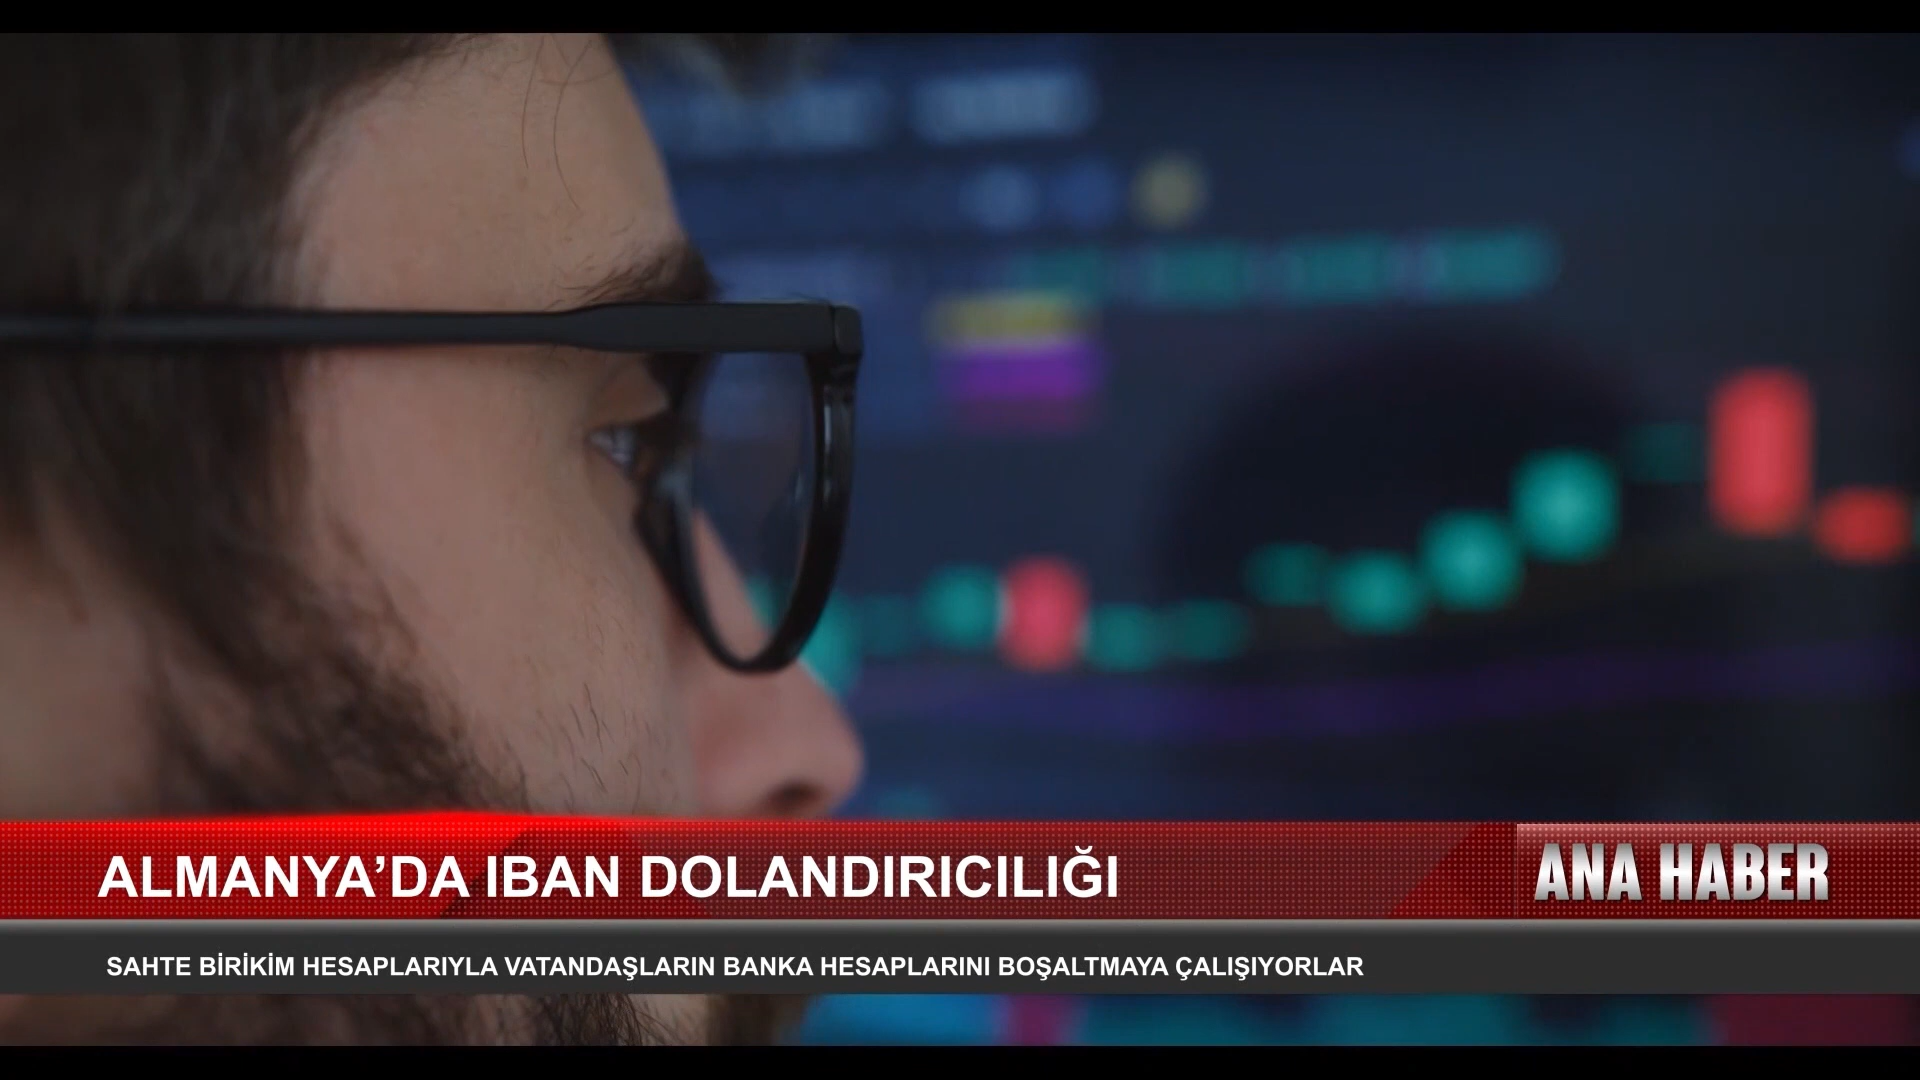 ALMANYA’DA IBAN DOLANDIRICILIĞI
ANA HABER
SAHTE BİRİKİM HESAPLARIYLA VATANDAŞLARIN BANKA HESAPLARINI BOŞALTMAYA ÇALIŞIYORLAR